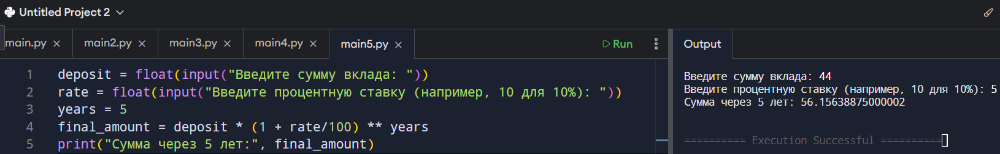 Untitled Project 2
main.py × main2.py × main3.py × main4.py × main5.py × Run
1 deposit = float(input("Введите сумму вклада: "))
2 rate = float(input("Введите процентную ставку (например, 10 для 10%): "))
3 years = 5
4 final_amount = deposit * (1 + rate/100) ** years
5 print("Сумма через 5 лет:", final_amount)
Output
Введите сумму вклада: 44
Введите процентную ставку (например, 10 для 10%): 5
Сумма через 5 лет: 56.15638875000002
========== Execution Successful ==========